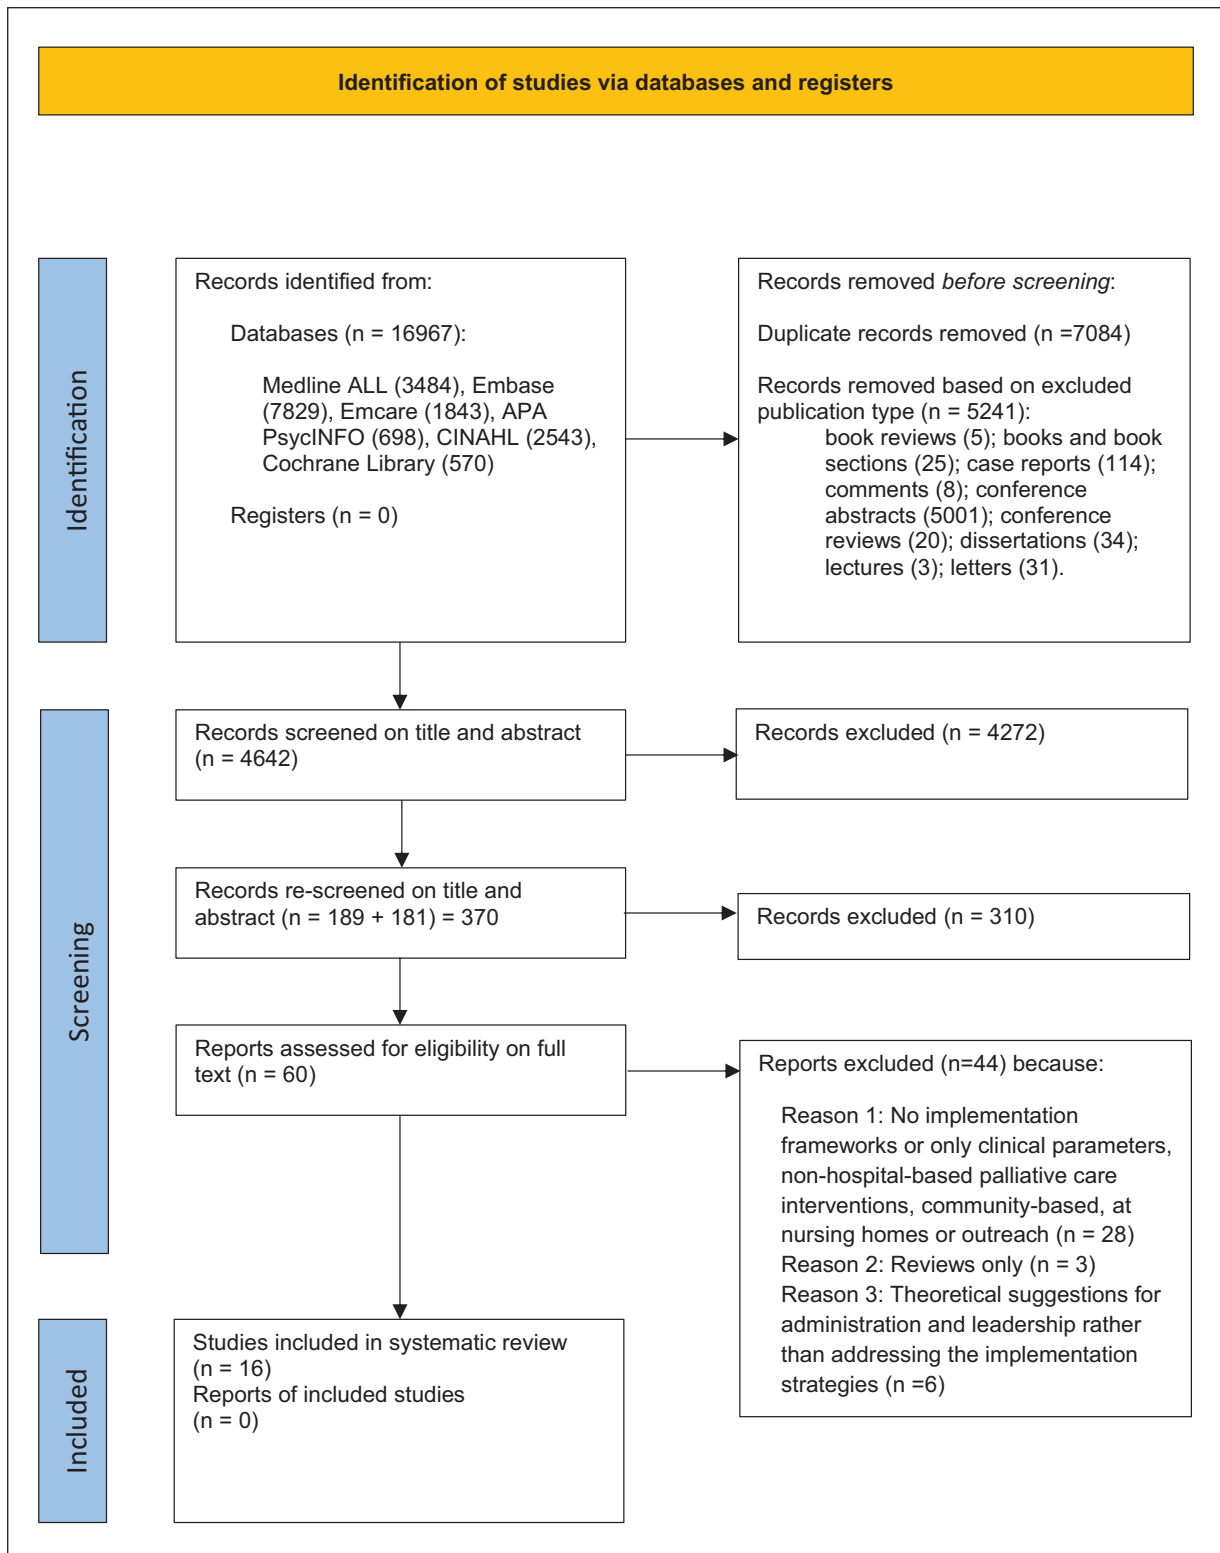 Identification of studies via databases and registers
Identification
Records identified from:
Databases (n = 16967):
Medline ALL (3484), Embase
(7829), Emcare (1843), APA
PsycINFO (698), CINAHL (2543),
Cochrane Library (570)
Registers (n = 0)
Records removed before screening:
Duplicate records removed (n =7084)
Records removed based on excluded
publication type (n = 5241):
book reviews (5); books and book
sections (25); case reports (114);
comments (8); conference
abstracts (5001); conference
reviews (20); dissertations (34);
lectures (3); letters (31).
Screening
Records screened on title and abstract
(n = 4642)
Records excluded (n = 4272)
Records re-screened on title and
abstract (n = 189 + 181) = 370
Records excluded (n = 310)
Reports assessed for eligibility on full
text (n = 60)
Reports excluded (n=44) because:
Reason 1: No implementation
frameworks or only clinical parameters,
non-hospital-based palliative care
interventions, community-based, at
nursing homes or outreach (n = 28)
Reason 2: Reviews only (n = 3)
Reason 3: Theoretical suggestions for
administration and leadership rather
than addressing the implementation
strategies (n =6)
Included
Studies included in systematic review
(n = 16)
Reports of included studies
(n = 0)